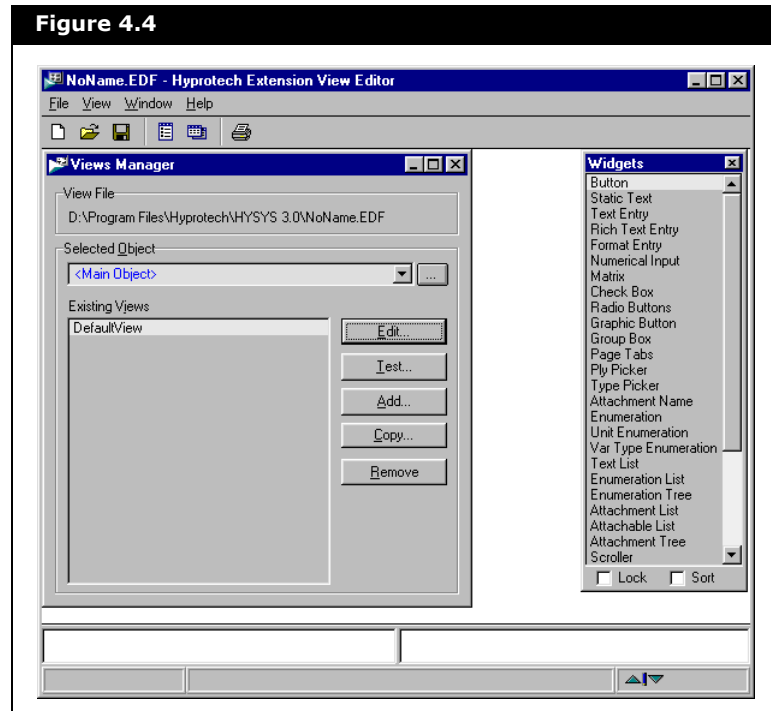 Figure 4.4
NoName.EDF - Hyprotech Extension View Editor
File View Window Help
Views Manager
View File
D:\Program Files\Hyprotech\HYSYS 3.0\NoName.EDF
Selected Object
<Main Object>
...
Existing Views
DefaultView
Edit...
Test...
Add...
Copy...
Remove
Widgets
Button
Static Text
Text Entry
Rich Text Entry
Format Entry
Numerical Input
Matrix
Check Box
Radio Buttons
Graphic Button
Group Box
Page Tabs
Ply Picker
Type Picker
Attachment Name
Enumeration
Unit Enumeration
Var Type Enumeration
Text List
Enumeration List
Enumeration Tree
Attachment List
Attachable List
Attachment Tree
Scroller
Lock Sort